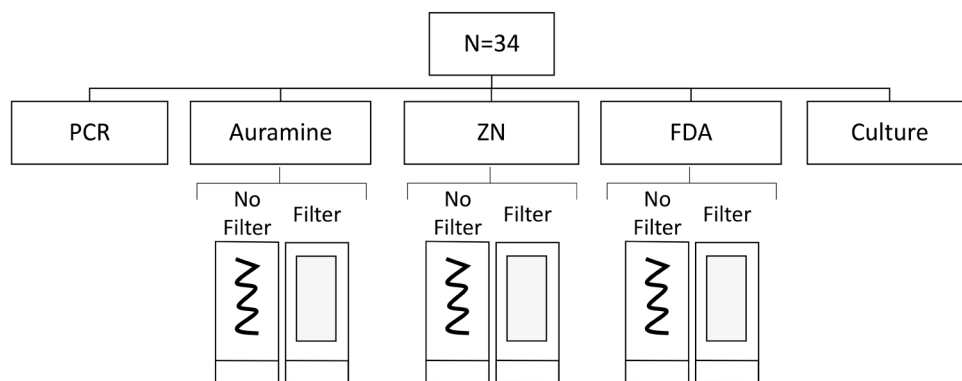 N=34
PCR
Auramine
ZN
FDA
Culture
No
Filter
Filter
No
Filter
Filter
No
Filter
Filter